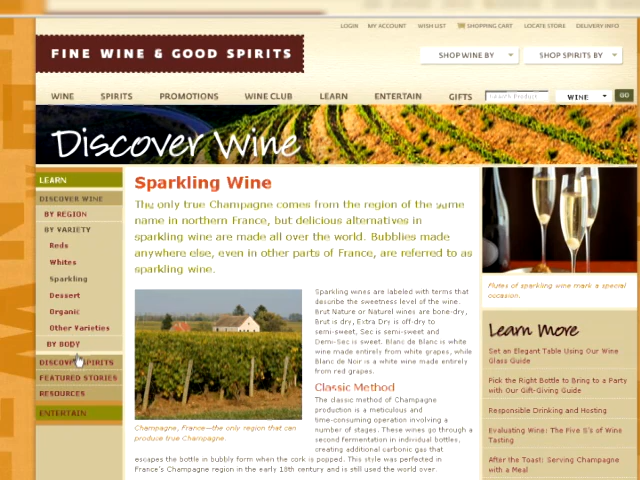 LOGIN MY ACCOUNT WISH LIST SHOPPING CART LOCATE STORE DELIVERY INFO
FINE WINE & GOOD SPIRITS
SHOP WINE BY SHOP SPIRITS BY
WINE SPIRITS PROMOTIONS WINE CLUB LEARN ENTERTAIN GIFTS Search Product WINE GO
Discover Wine
LEARN
DISCOVER WINE
BY REGION
BY VARIETY
Reds
Whites
Sparkling
Dessert
Organic
Other Varieties
BY BODY
DISCOVER SPIRITS
FEATURED STORIES
RESOURCES
ENTERTAIN
Sparkling Wine
The only true Champagne comes from the region of the same
name in northern France, but delicious alternatives in
sparkling wine are made all over the world. Bubblies made
anywhere else, even in other parts of France, are referred to as
sparkling wine.
Champagne, France—the only region that can
produce true Champagne.
Sparkling wines are labeled with terms that
describe the sweetness level of the wine.
Brut Nature or Naturel wines are bone-dry,
Brut is dry, Extra Dry is off-dry to
semi-sweet, Sec is semi-sweet and
Demi-Sec is sweet. Blanc de Blanc is white
wine made entirely from white grapes, while
Blanc de Noir is a white wine made entirely
from red grapes.
Classic Method
The classic method of Champagne
production is a meticulous and
time-consuming operation involving a
number of stages. These wines go through a
second fermentation in individual bottles,
creating additional carbonic gas that
escapes the bottle in bubbly form when the cork is popped. This style was perfected in
France's Champagne region in the early 18th century and is still used the world over.
Flutes of sparkling wine mark a special
occasion.
Learn More
Set an Elegant Table Using Our Wine
Glass Guide
Pick the Right Bottle to Bring to a Party
with Our Gift-Giving Guide
Responsible Drinking and Hosting
Evaluating Wine: The Five S's of Wine
Tasting
After the Toast: Serving Champagne
with a Meal